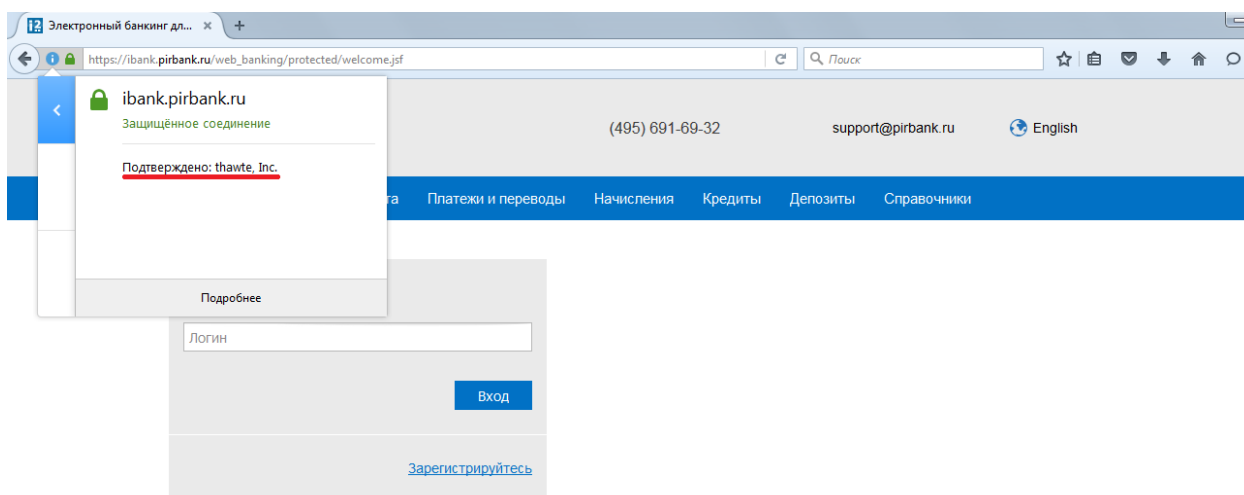 Электронный банкинг дл...
https://ibank.pirbank.ru/web_banking/protected/welcome.jsf
Поиск
ibank.pirbank.ru
Защищённое соединение
Подтверждено: thawte, Inc.
Подробнее
(495) 691-69-32
support@pirbank.ru
English
та Платежи и переводы Начисления Кредиты Депозиты Справочники
Логин
Вход
Зарегистрируйтесь